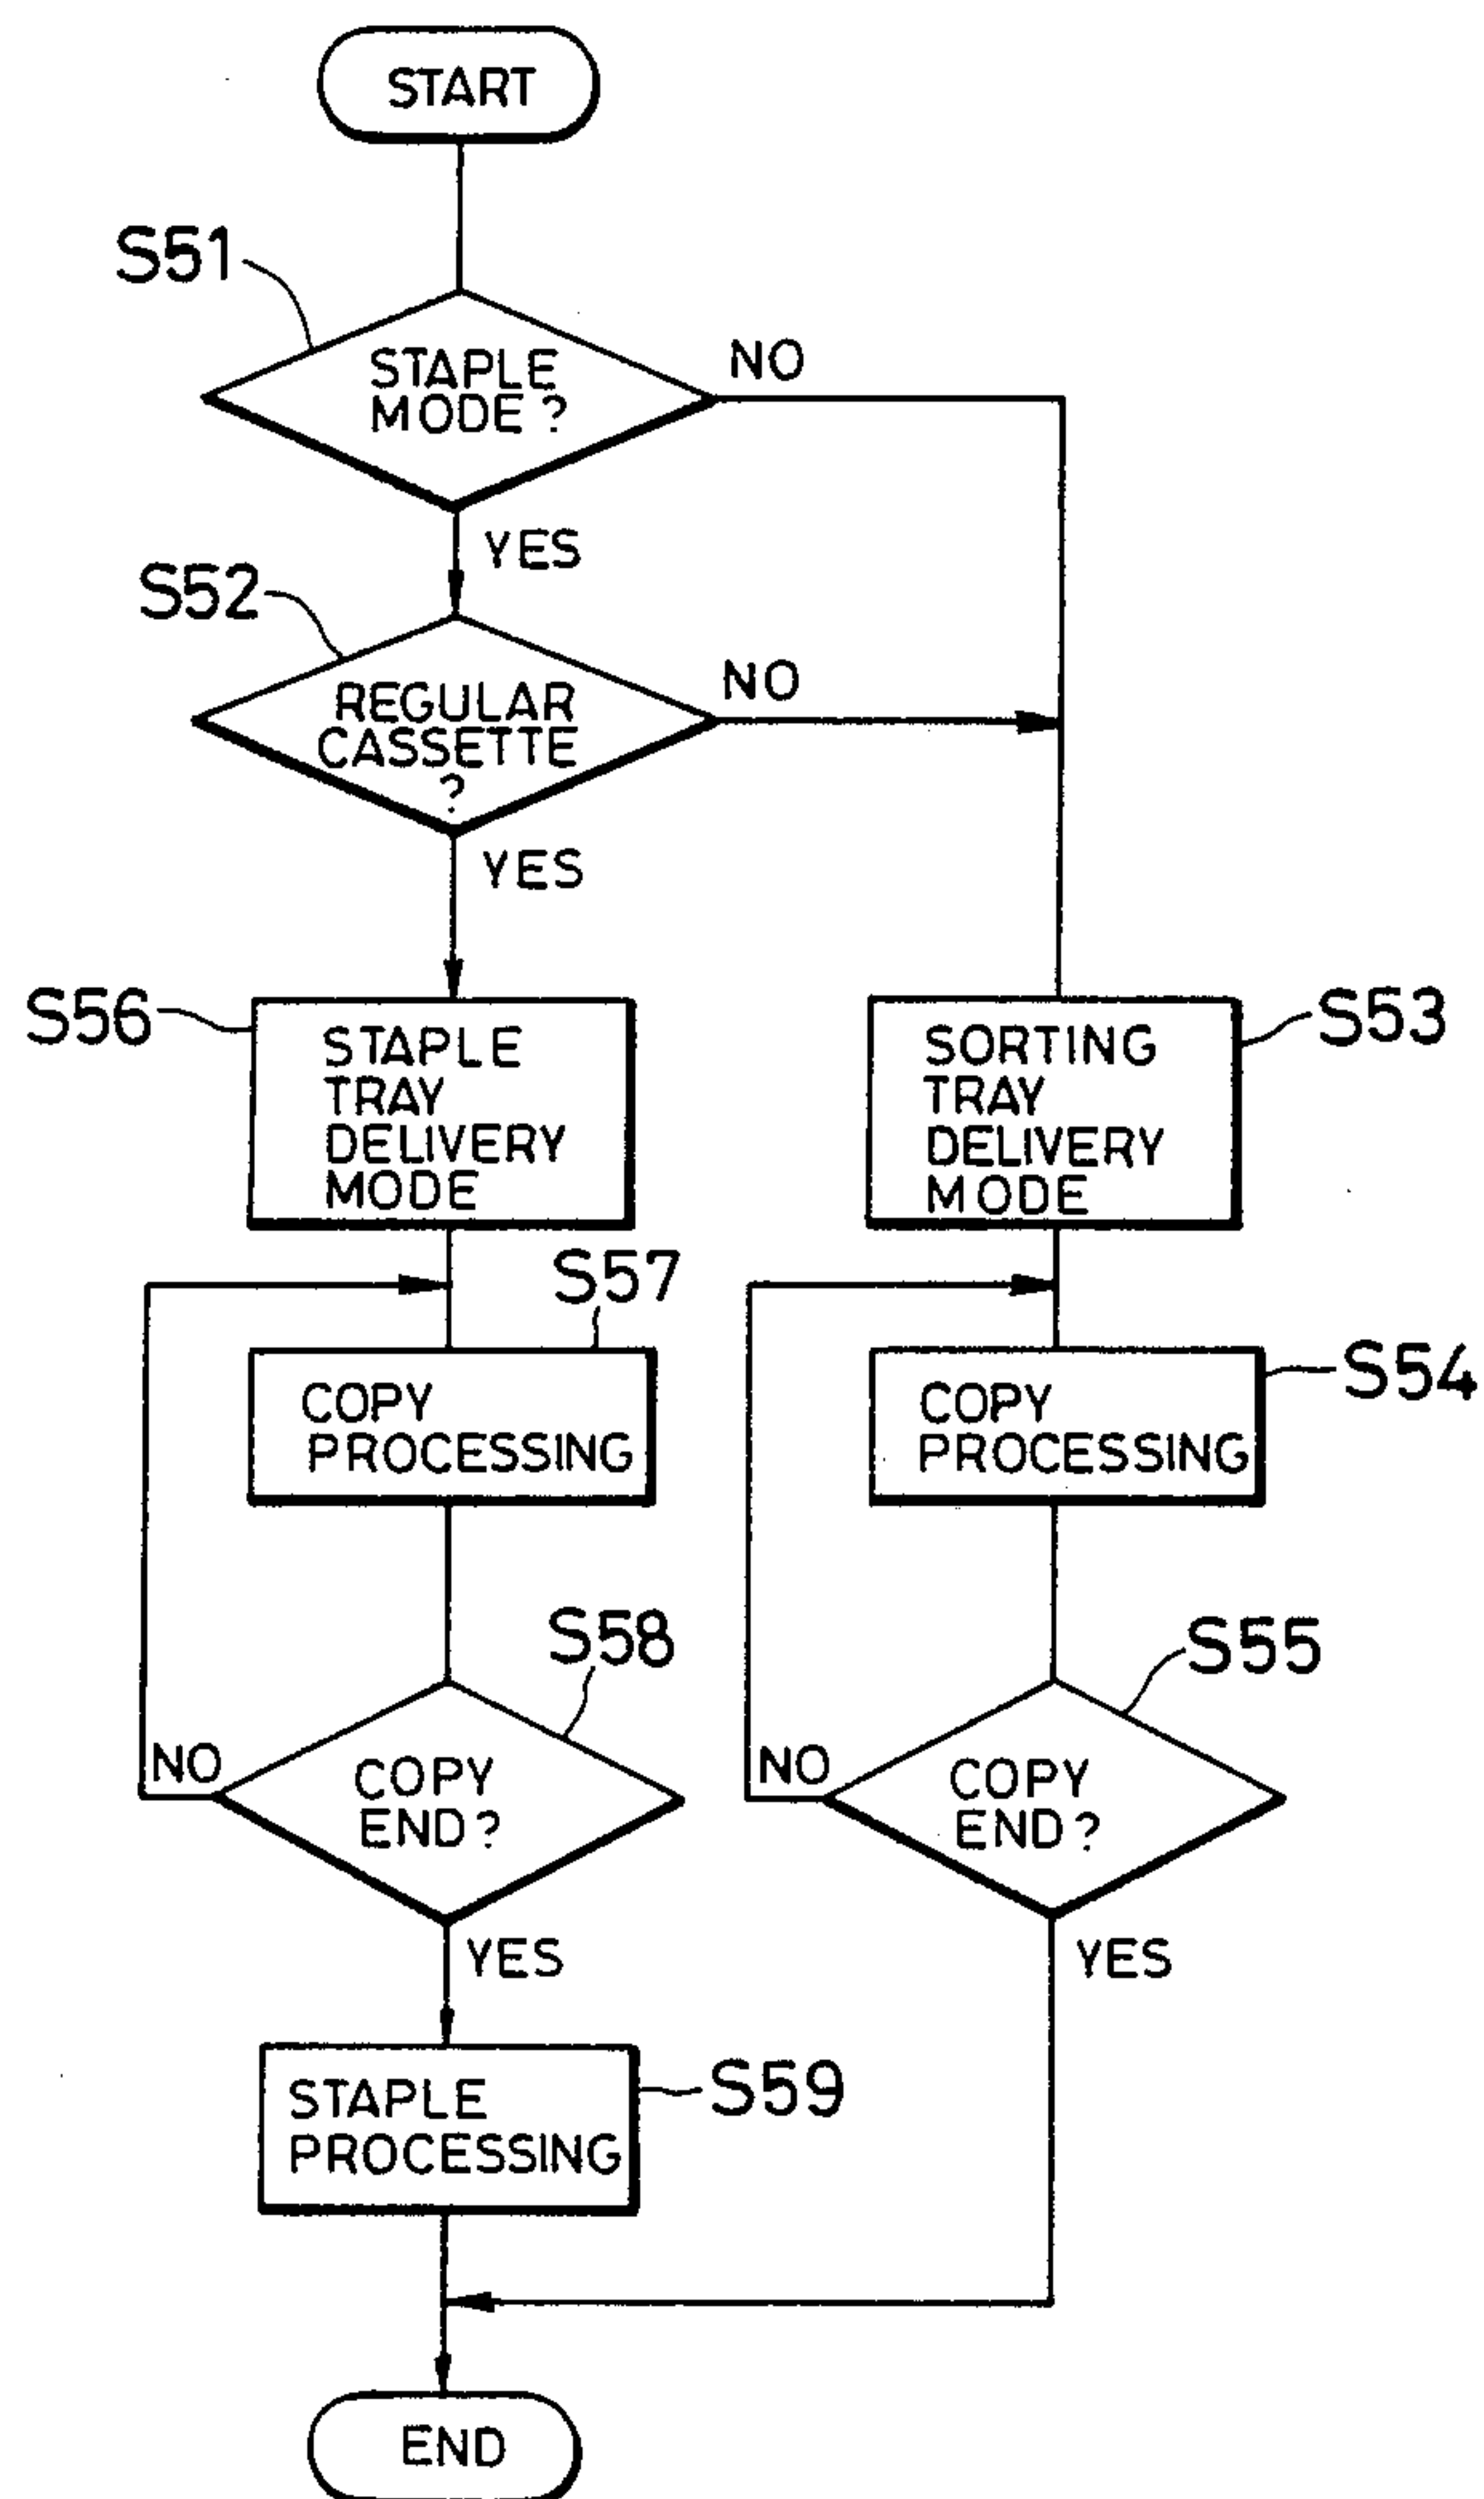 START
S51
STAPLE
MODE?
NO
YES
S52
REGULAR
CASSETTE
?
NO
YES
S56
STAPLE
TRAY
DELIVERY
MODE
SORTING
TRAY
DELIVERY
MODE
S53
S57
COPY
PROCESSING
COPY
PROCESSING
S54
S58
S55
NO
COPY
END?
NO
COPY
END?
YES
YES
STAPLE
PROCESSING
S59
END